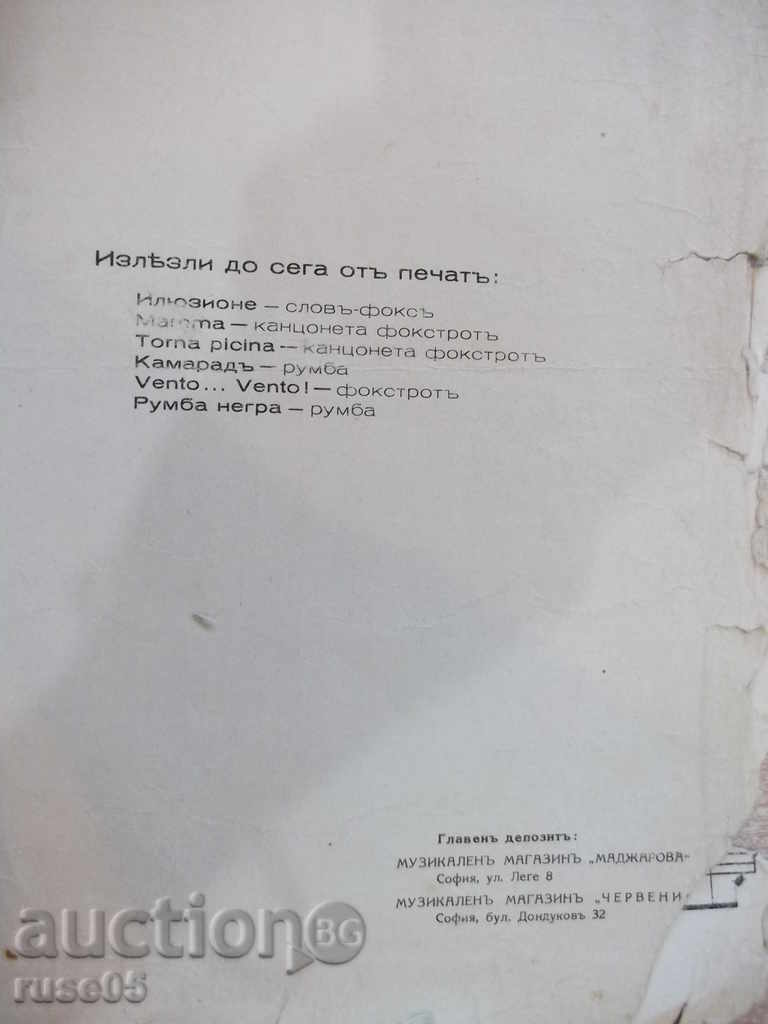 Излѣзли до сега отъ печатъ:
Илюзионе — словъ-фоксъ
— канцонета фокстротъ
Torna picina — канцонета фокстротъ
Камарадъ — румба
Vento... Vento! — фокстротъ
Румба негра — румба
Главенъ депозитъ:
МУЗИКАЛЕНЪ МАГАЗИНЪ „МАДЖАРОВА“
София, ул. Леге 8
МУЗИКАЛЕНЪ МАГАЗИНЪ „ЧЕРВЕНИ
София, бул. Дондуковъ 32
auction BG
ruse05